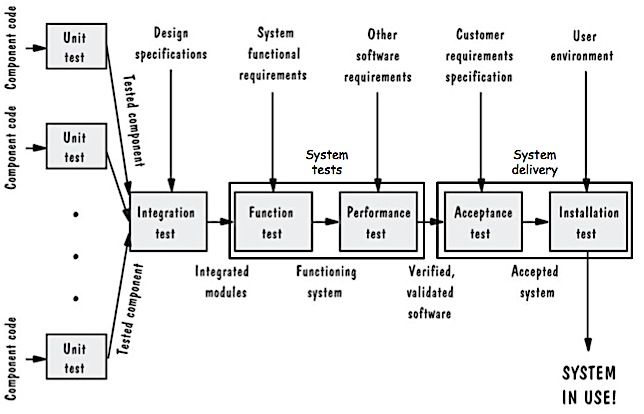 Component code
Unit
test
Design
specifications
System
functional
requirements
Other
software
requirements
Customer
requirements
specification
User
environment
Component code
Unit
test
Tested component
System
tests
System
delivery
Integration
test
Function
test
Performance
test
Acceptance
test
Installation
test
Integrated
modules
Functioning
system
Verified,
validated
software
Accepted
system
Tested component
Component code
Unit
test
SYSTEM
IN USE!